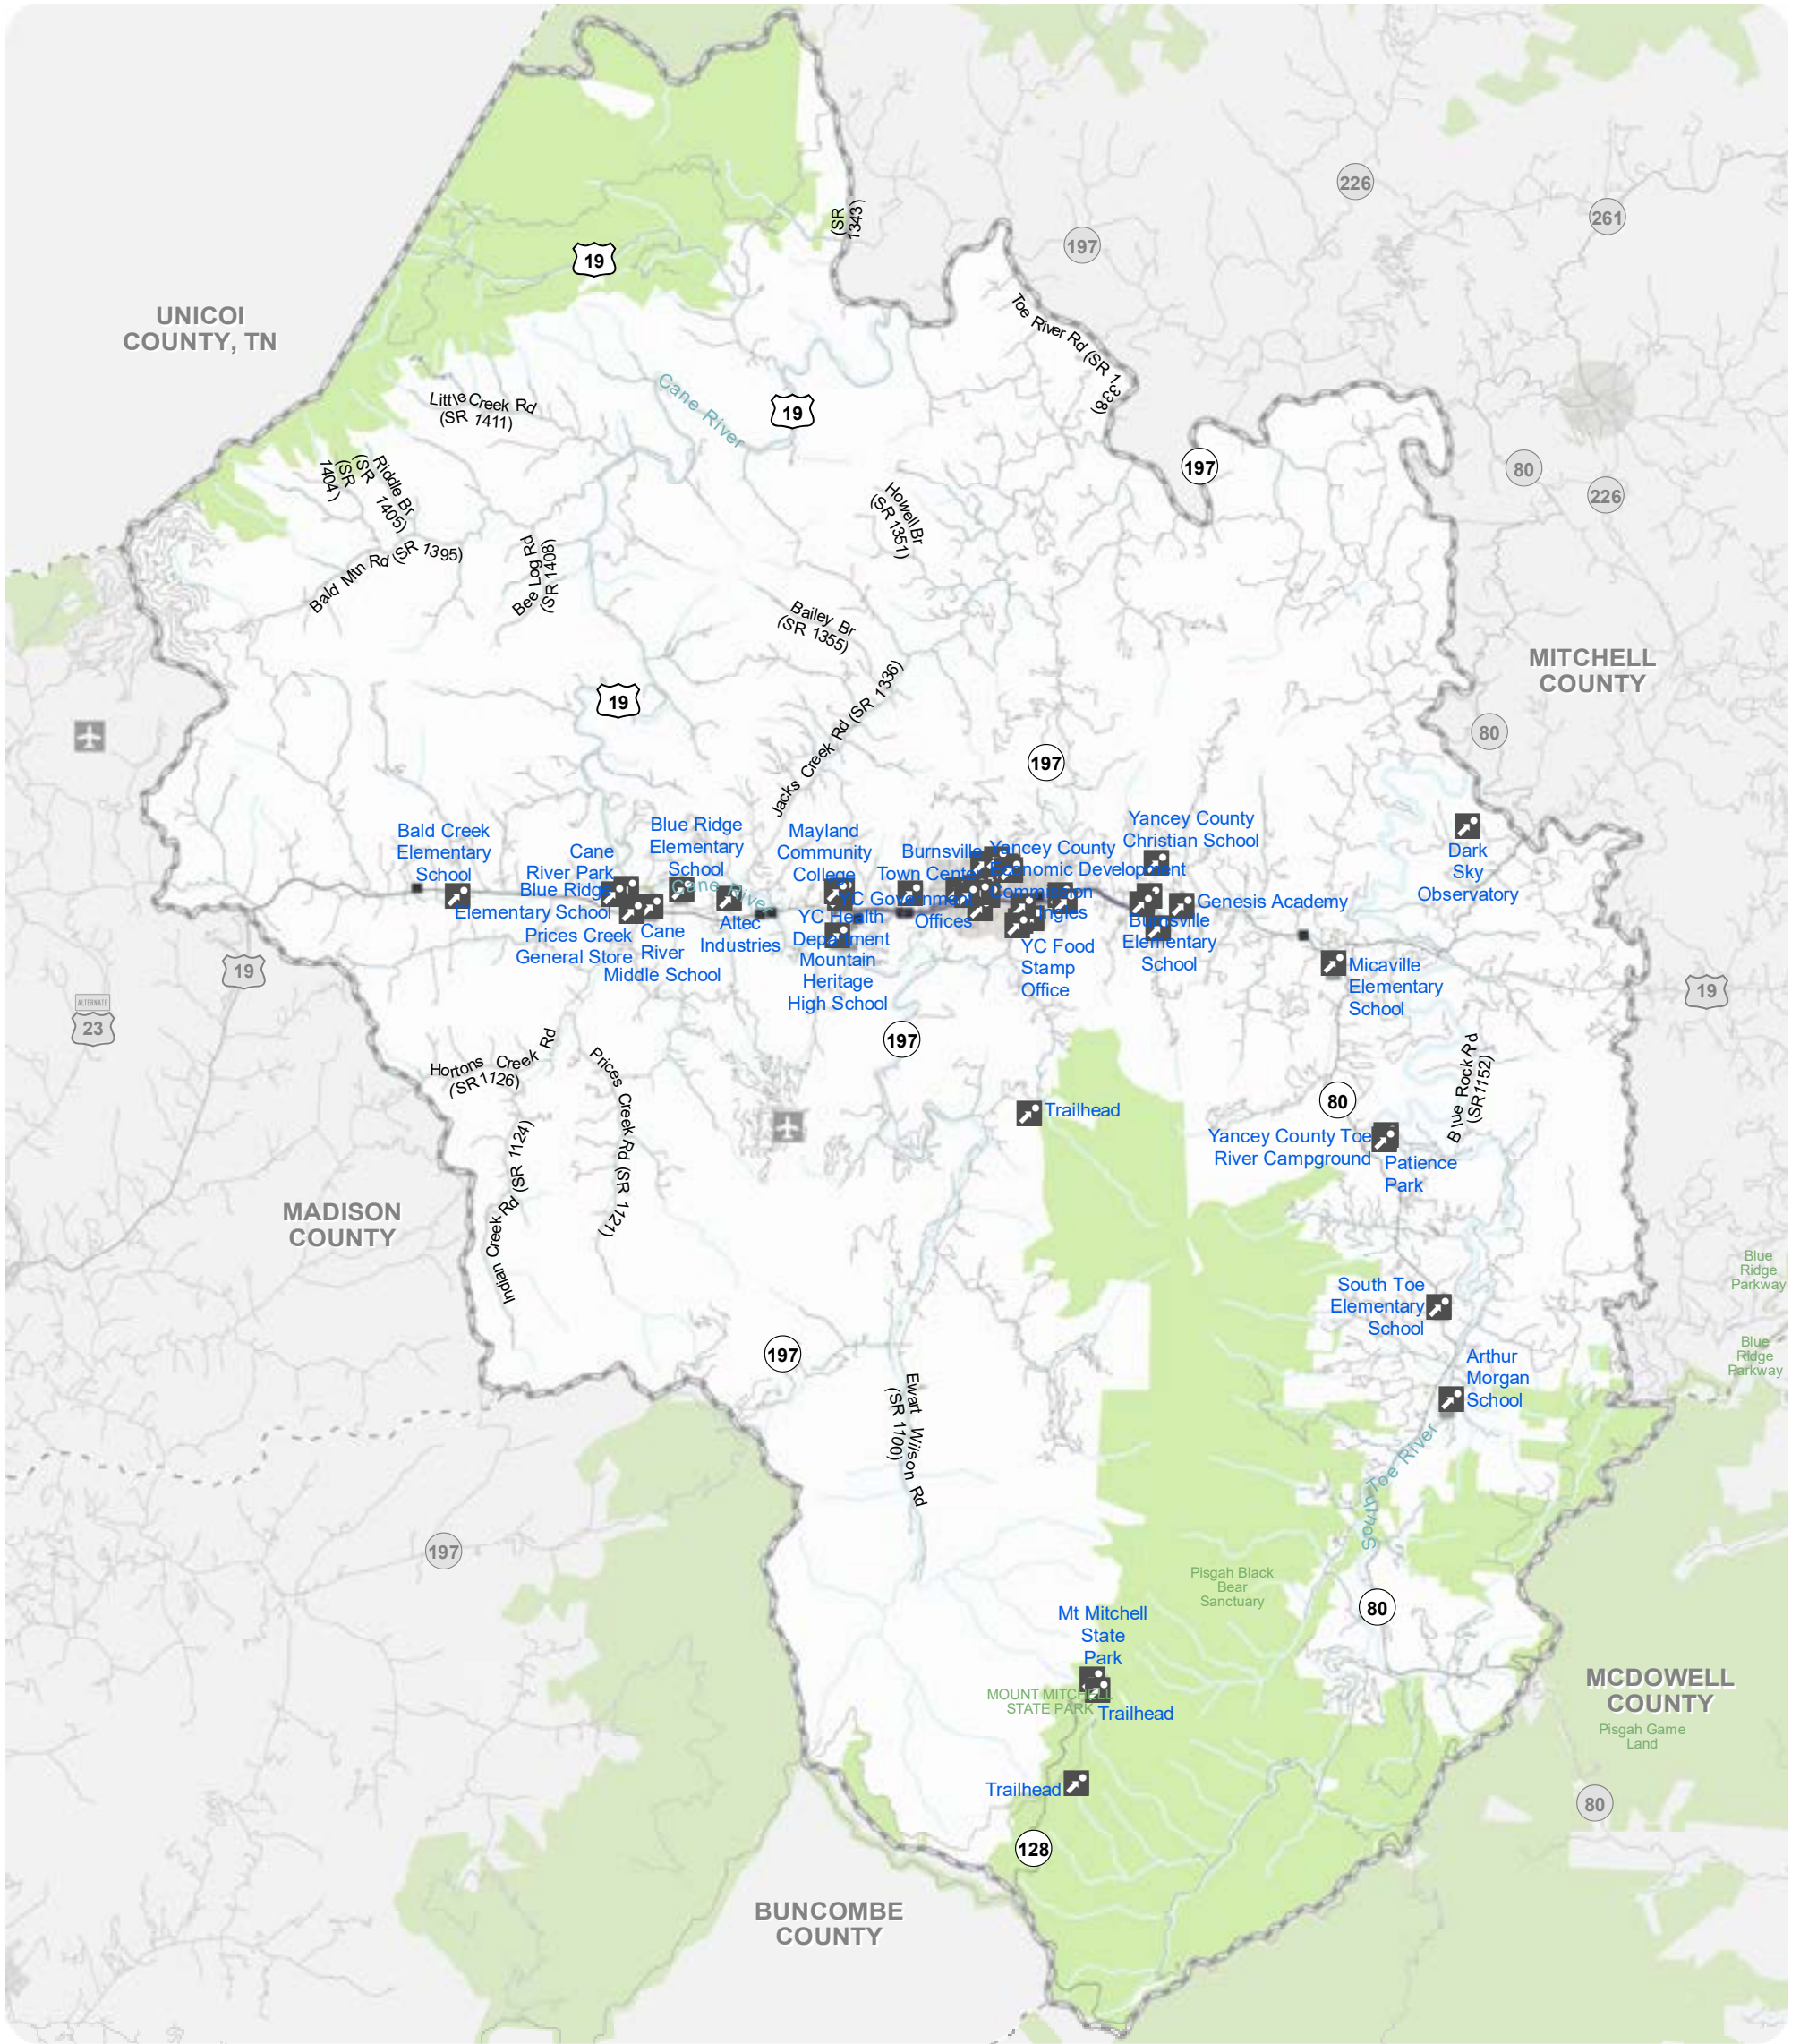 226
261
197
(SR
1343)
19
UNICOI
COUNTY, TN
Toe River Rd (SR 1338)
Little Creek Rd
(SR 1411)
Cane River
19
197
80
226
(SR
1404)
Riddle Br
(SR 1405)
Howell Br
(SR 1351)
Bald Mtn Rd (SR 1395)
Bee Log Rd
(SR 1408)
Bailey Br
(SR 1355)
MITCHELL
COUNTY
19
Jacks Creek Rd (SR 1336)
80
197
Bald Creek
Elementary
School
Cane
River Park
Blue Ridge
Elementary School
Blue Ridge
Elementary
School
Cane River
Mayland
Community
College
Burnsville
Town Center
Yancey County
Economic Development
Commission
Yancey County
Christian School
Dark
Sky
Observatory
YC Government
Offices
Ingles
Genesis Academy
Prices Creek
General Store
Cane
River
Middle School
Altec
Industries
YC Health
Department
Mountain
Heritage
High School
YC Food
Stamp
Office
Burnsville
Elementary
School
Micaville
Elementary
School
19
19
ALTERNATE
23
197
Hortons Creek Rd
(SR 1126)
Prices Creek Rd (SR 1121)
Blue Rock Rd
(SR1152)
80
Trailhead
Yancey County Toe
River Campground
Patience
Park
Indian Creek Rd (SR 1124)
MADISON
COUNTY
Blue
Ridge
Parkway
South Toe
Elementary
School
197
Blue
Ridge
Parkway
Arthur
Morgan
School
Ewart Wilson Rd
(SR 1100)
South Toe River
197
Pisgah Black
Bear
Sanctuary
80
Mt Mitchell
State
Park
MOUNT MITCHELL
STATE PARK
Trailhead
MCDOWELL
COUNTY
Pisgah Game
Land
Trailhead
80
128
BUNCOMBE
COUNTY